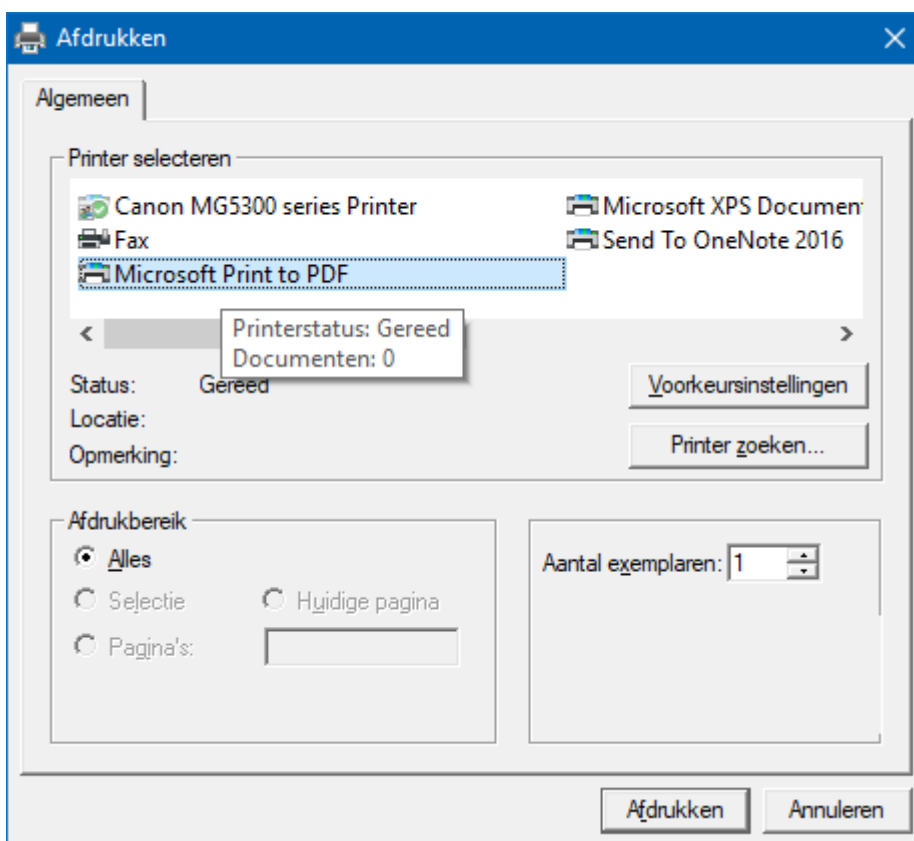 Afdrukken
Algemeen
Printer selecteren
Canon MG5300 series Printer
Fax
Microsoft Print to PDF
Microsoft XPS Documen
Send To OneNote 2016
Printerstatus: Gereed
Documenten: 0
Status: Gereed
Locatie:
Opmerking:
Voorkeursinstellingen
Printer zoeken...
Afdrukbereik
Alles
Selectie Huidige pagina
Pagina's:
Aantal exemplaren: 1
Afdrukken Annuleren